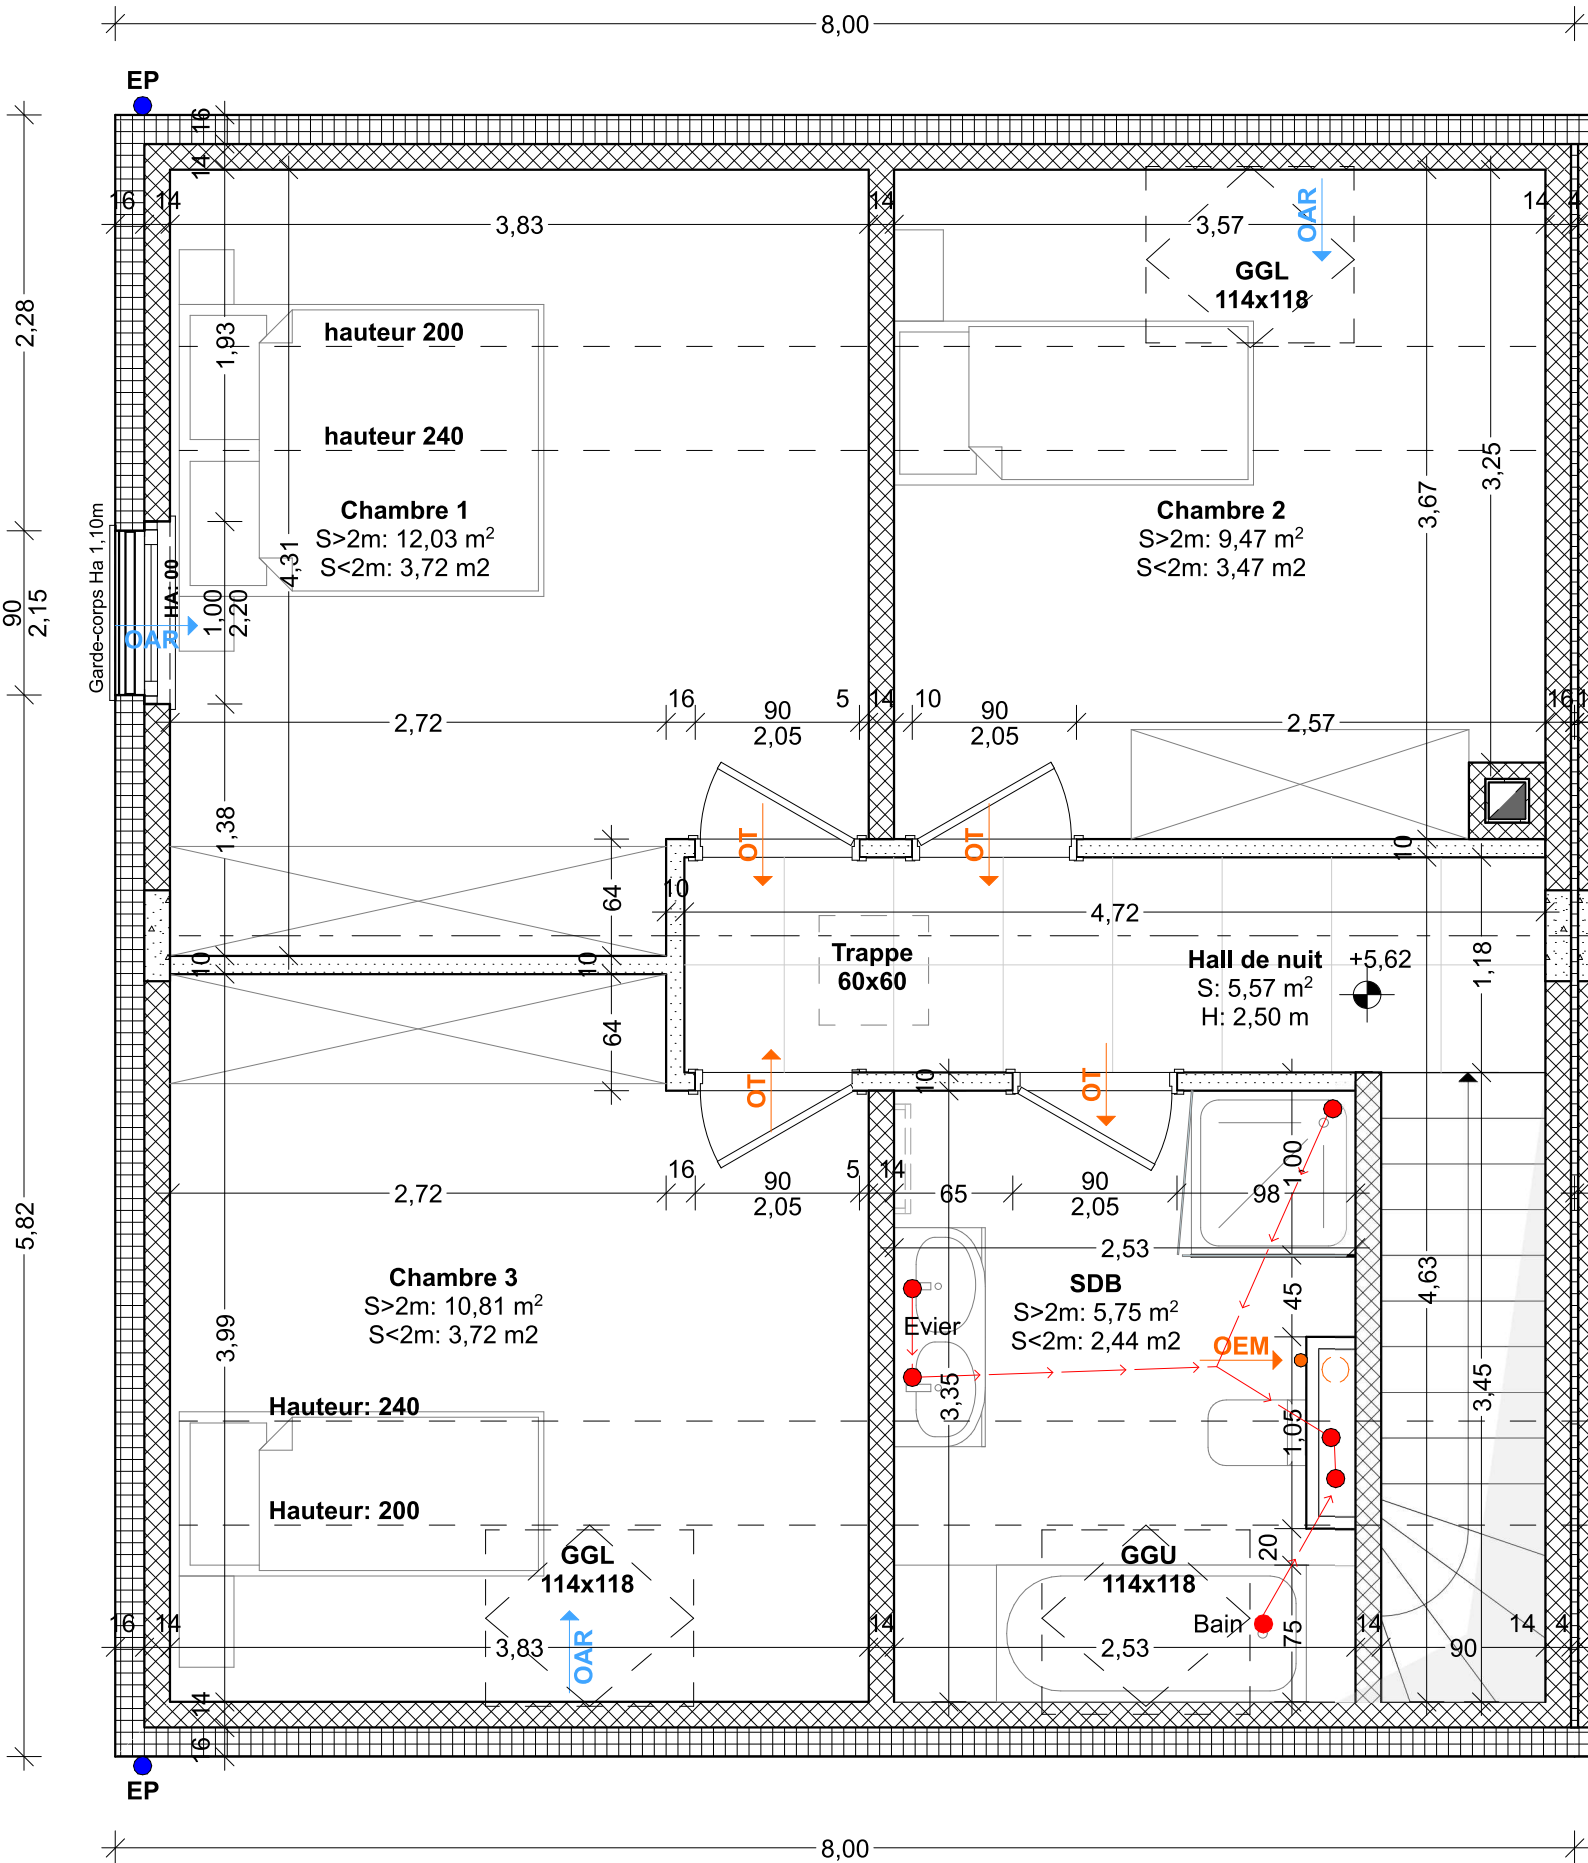 8,00
EP
16
14
16
14
3,83
14
3,57
14
4
OAR
GGL
114x118
2,28
1,93
hauteur 200
hauteur 240
3,25
3,67
Chambre 1
S>2m: 12,03 m²
S<2m: 3,72 m2
4,31
Chambre 2
S>2m: 9,47 m²
S<2m: 3,47 m2
Garde-corps Ha 1,10m
HA: 00
90
2,15
1,00
2,20
OAR
2,72
16
90
2,05
5
14
10
90
2,05
2,57
16
1,38
OT
OT
10
64
10
4,72
Trappe
60x60
Hall de nuit
+5,62
S: 5,57 m²
H: 2,50 m
1,18
10
10
64
OT
10
OT
5,82
2,72
16
90
2,05
5
14
65
90
2,05
98
1,00
2,53
Chambre 3
S>2m: 10,81 m²
S<2m: 3,72 m2
3,99
SDB
S>2m: 5,75 m²
S<2m: 2,44 m2
Evier
45
4,63
OEM
3,35
1,05
3,45
Hauteur: 240
Hauteur: 200
GGL
114x118
GGU
114x118
20
Bain
75
16
14
3,83
OAR
14
2,53
14
90
14
4
14
16
EP
8,00